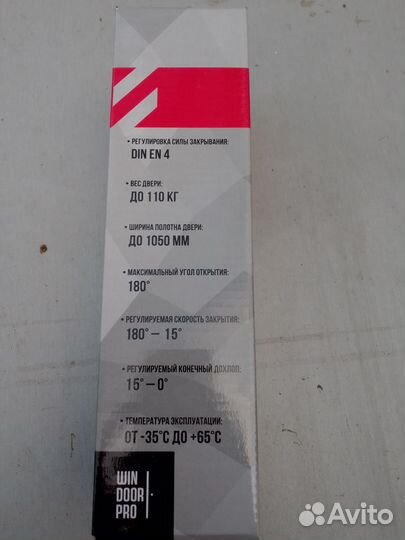 • РЕГУЛИРОВКА СИЛЫ ЗАКРЫВАНИЯ:
DIN EN 4
• ВЕС ДВЕРИ:
ДО 110 КГ
• ШИРИНА ПОЛОТНА ДВЕРИ:
ДО 1050 ММ
• МАКСИМАЛЬНЫЙ УГОЛ ОТКРЫТИЯ:
180°
• РЕГУЛИРУЕМАЯ СКОРОСТЬ ЗАКРЫТИЯ:
180° – 15°
• РЕГУЛИРУЕМЫЙ КОНЕЧНЫЙ ДОХЛОП:
15° – 0°
• ТЕМПЕРАТУРА ЭКСПЛУАТАЦИИ:
ОТ -35°С ДО +65°С
WIN
DOOR
PRO
Avito